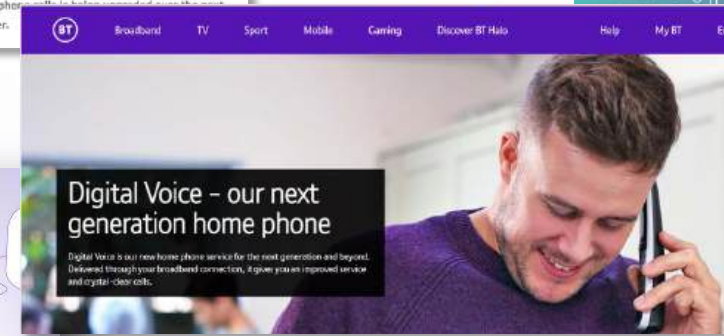 er.
BT
Broadband TV Sport Mobile Gaming Discover BT Halo Help My BT
Digital Voice – our next
generation home phone
Digital Voice is our new home phone service for the next generation and beyond.
Delivered through your broadband connection, it gives you an improved service
and crystal-clear calls.